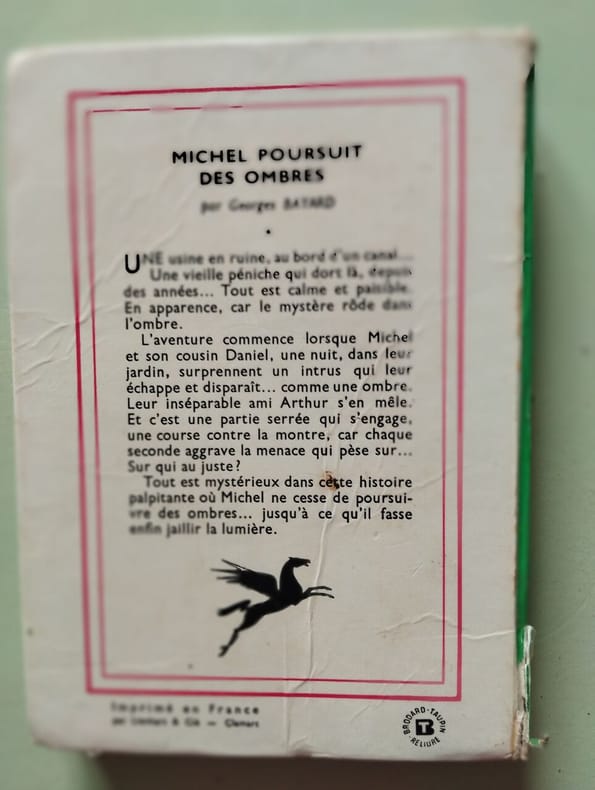 MICHEL POURSUIT
DES OMBRES
par Georges BAYARD
UNE usine en ruine, au bord d'un canal...
Une vieille péniche qui dort là, depuis
des années... Tout est calme et paisible.
En apparence, car le mystère rôde dans
l'ombre.
L'aventure commence lorsque Michel
et son cousin Daniel, une nuit, dans leur
jardin, surprennent un intrus qui leur
échappe et disparaît... comme une ombre.
Leur inséparable ami Arthur s'en mêle.
Et c'est une partie serrée qui s'engage,
une course contre la montre, car chaque
seconde aggrave la menace qui pèse sur...
Sur qui au juste?
Tout est mystérieux dans cette histoire
palpitante où Michel ne cesse de poursui-
vre des ombres... jusqu'à ce qu'il fasse
enfin jaillir la lumière.
Imprimé en France
par & Cie —
BRODARD-TAUPIN
RELIURE